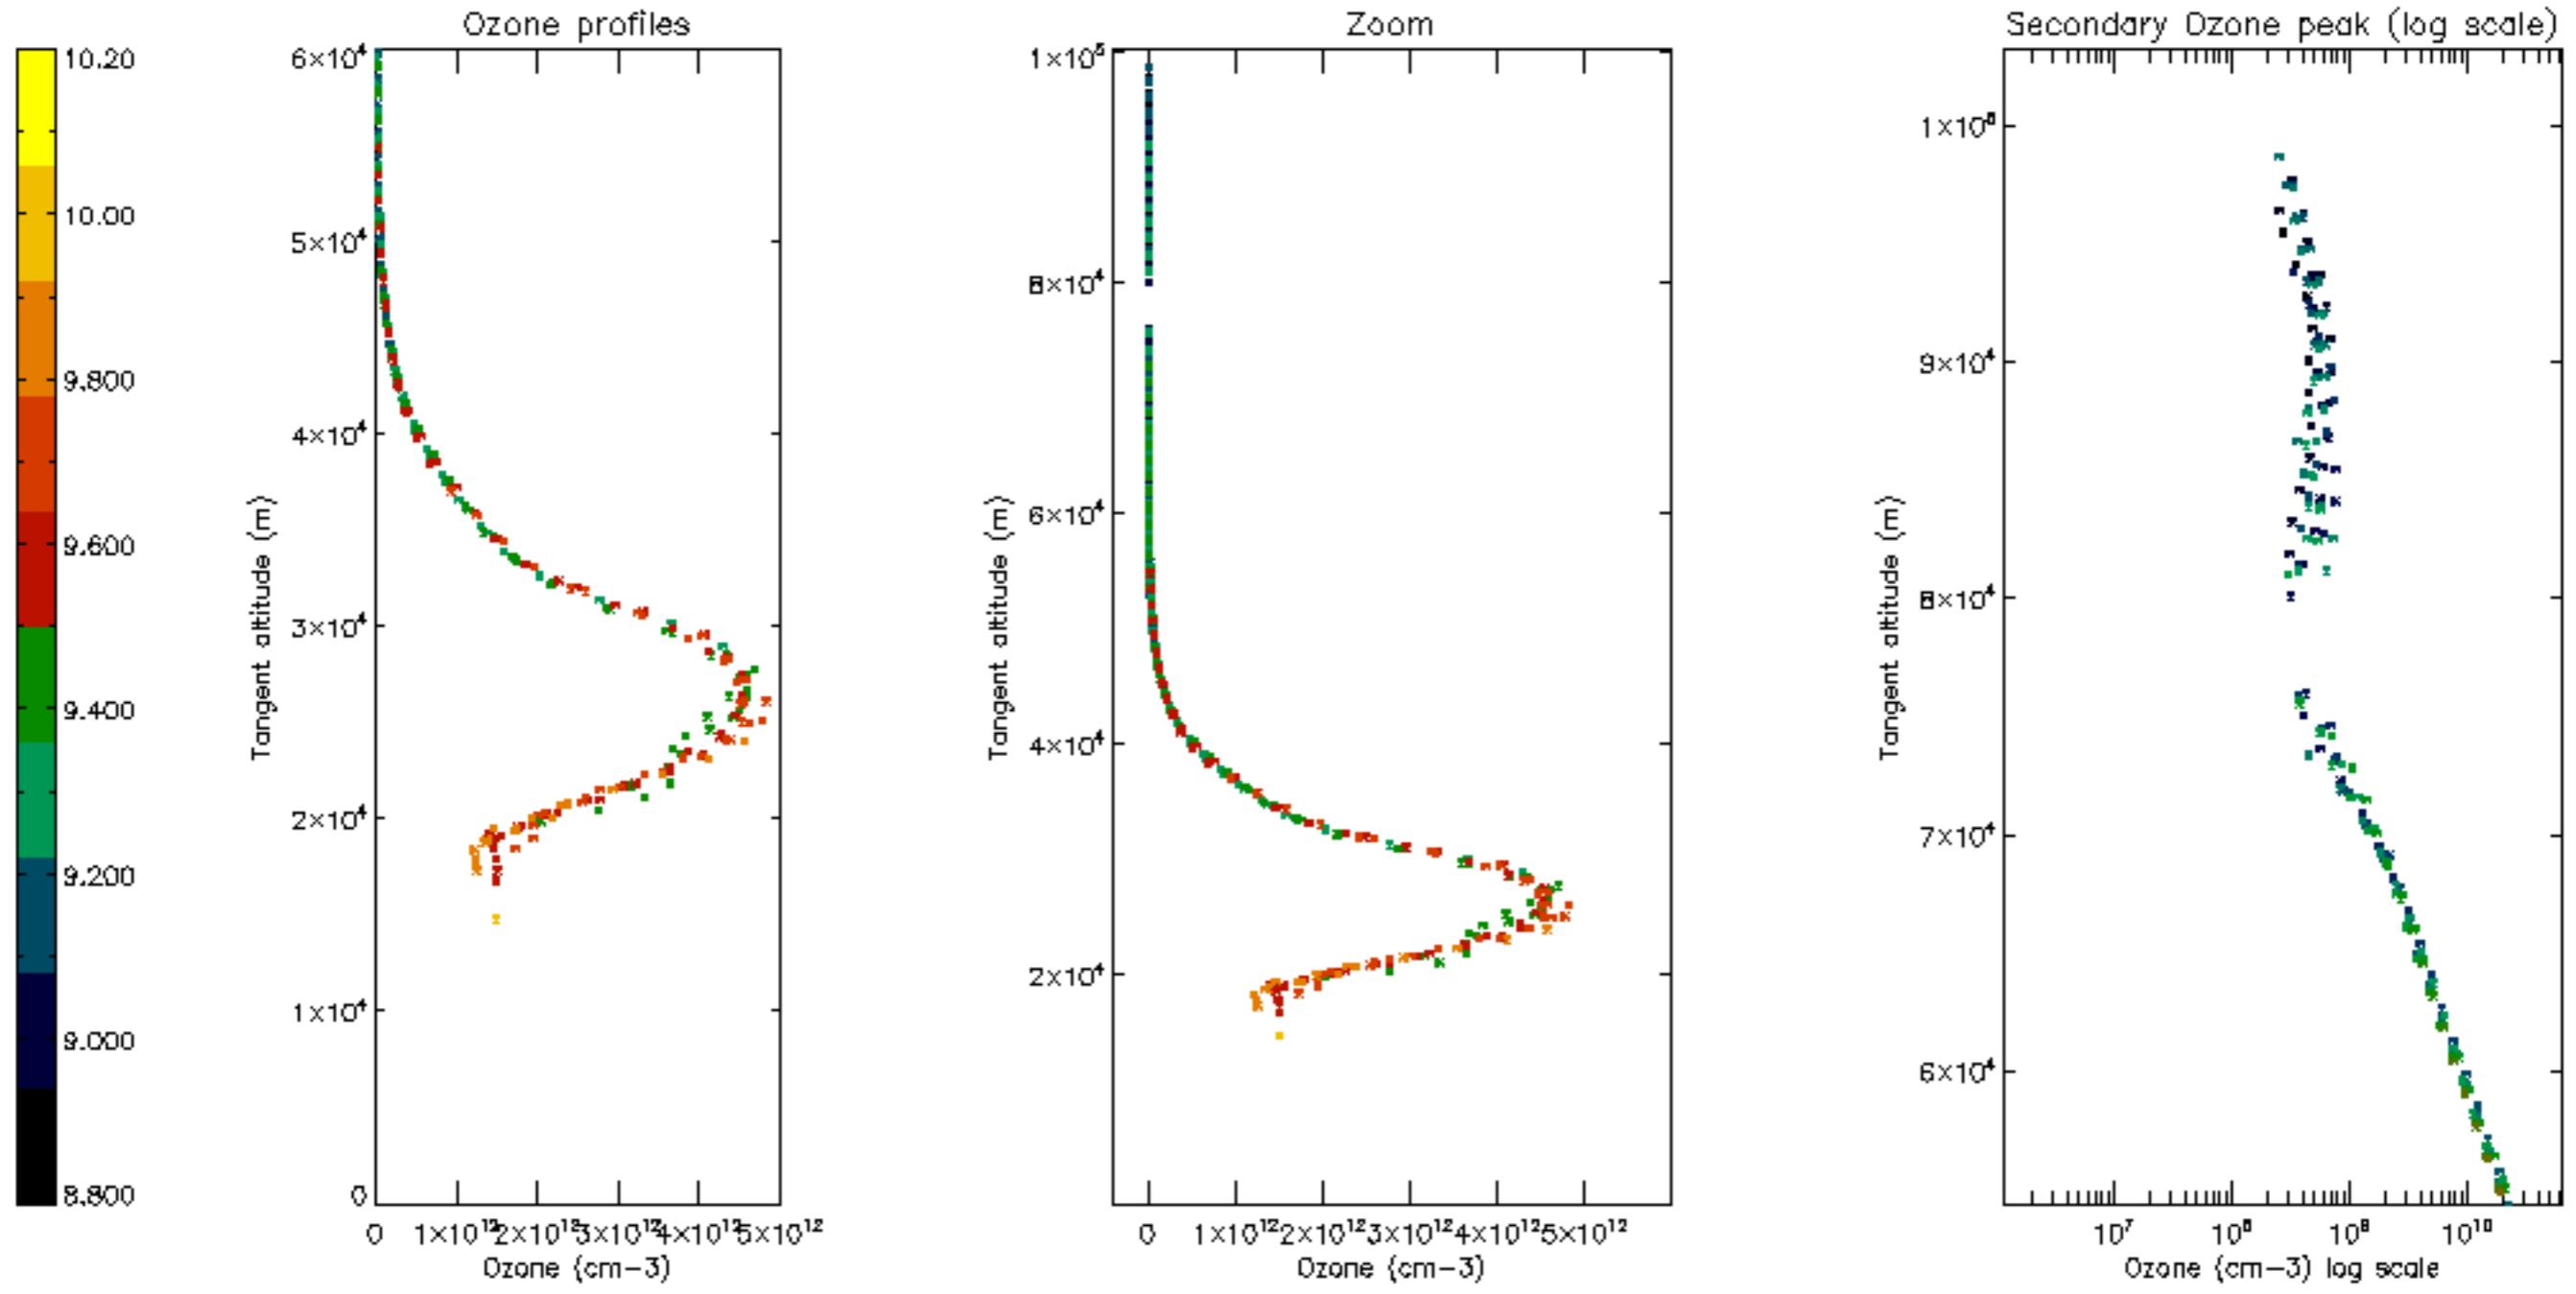 Ozone profiles
Zoom
Secondary Ozone peak (log scale)
10.20
10.00
9.800
9.600
9.400
9.200
9.000
8.800
6×10⁴
5×10⁴
4×10⁴
3×10⁴
2×10⁴
1×10⁴
0
Tangent altitude (m)
0 1×10¹² 2×10¹² 3×10¹² 4×10¹² 5×10¹²
Ozone (cm-3)
1×10⁵
8×10⁴
6×10⁴
4×10⁴
2×10⁴
Tangent altitude (m)
0 1×10¹² 2×10¹² 3×10¹² 4×10¹² 5×10¹²
Ozone (cm-3)
1×10⁵
9×10⁴
8×10⁴
7×10⁴
6×10⁴
Tangent altitude (m)
10⁷ 10⁸ 10⁹ 10¹⁰
Ozone (cm-3) log scale